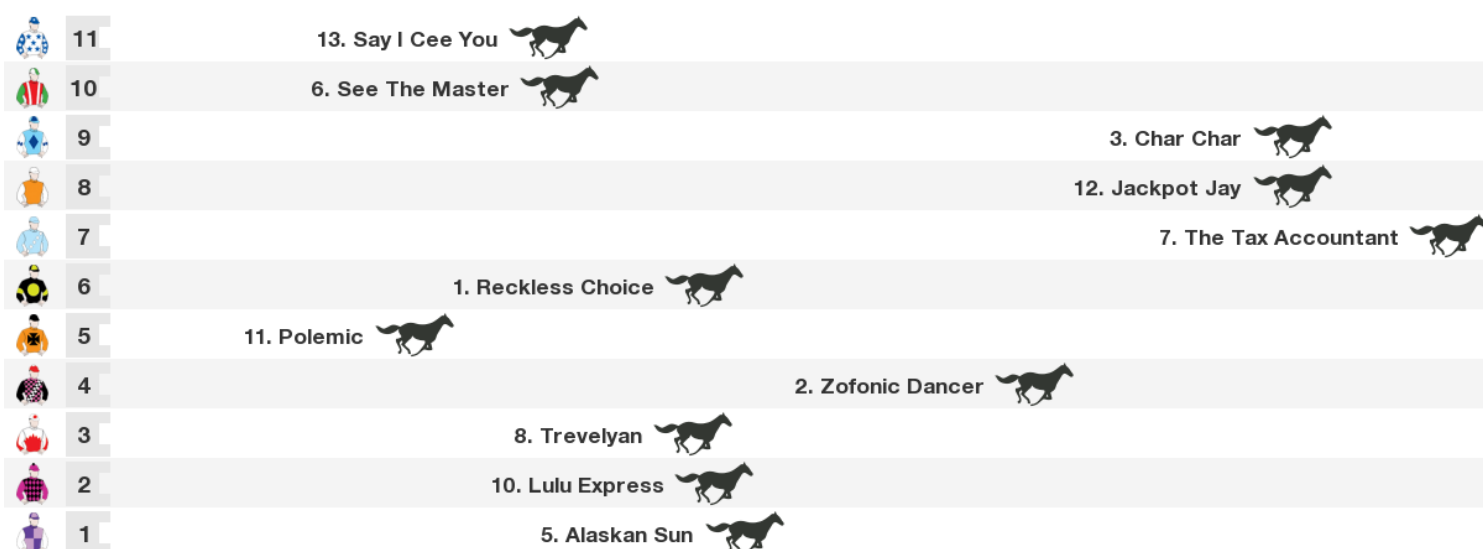 11 13. Say I Cee You
10 6. See The Master
9 3. Char Char
8 12. Jackpot Jay
7 7. The Tax Accountant
6 1. Reckless Choice
5 11. Polemic
4 2. Zofonic Dancer
3 8. Trevelyan
2 10. Lulu Express
1 5. Alaskan Sun